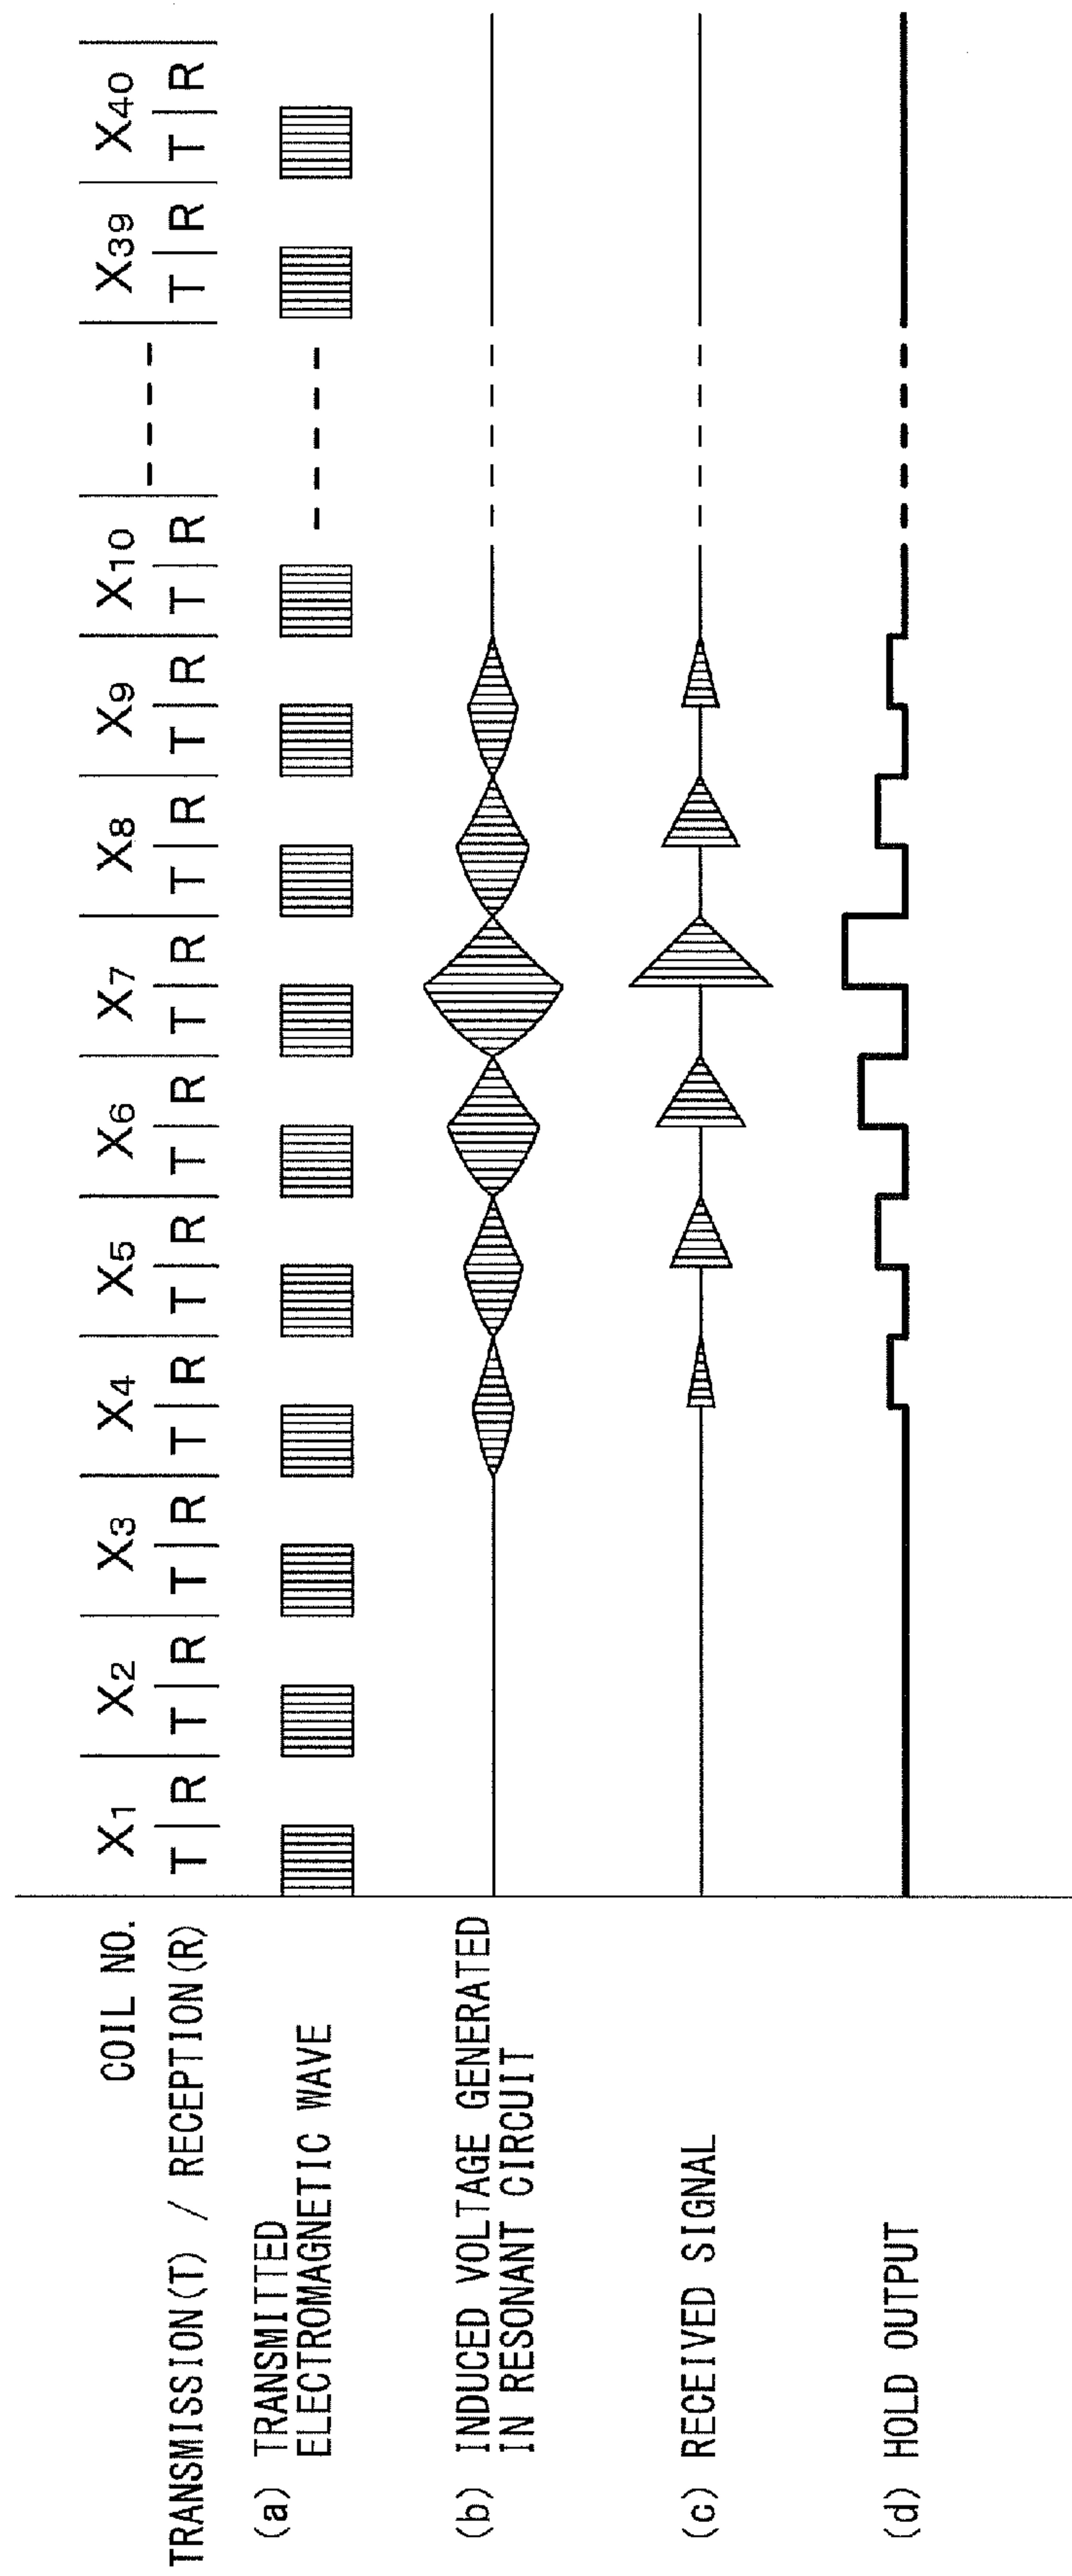 COIL NO. X1 X2 X3 X4 X5 X6 X7 X8 X9 X10 X39 X40
TRANSMISSION(T) / RECEPTION(R) T R T R T R T R T R T R T R T R T R T R T R T R
(a) TRANSMITTED
ELECTROMAGNETIC WAVE
(b) INDUCED VOLTAGE GENERATED
IN RESONANT CIRCUIT
(c) RECEIVED SIGNAL
(d) HOLD OUTPUT